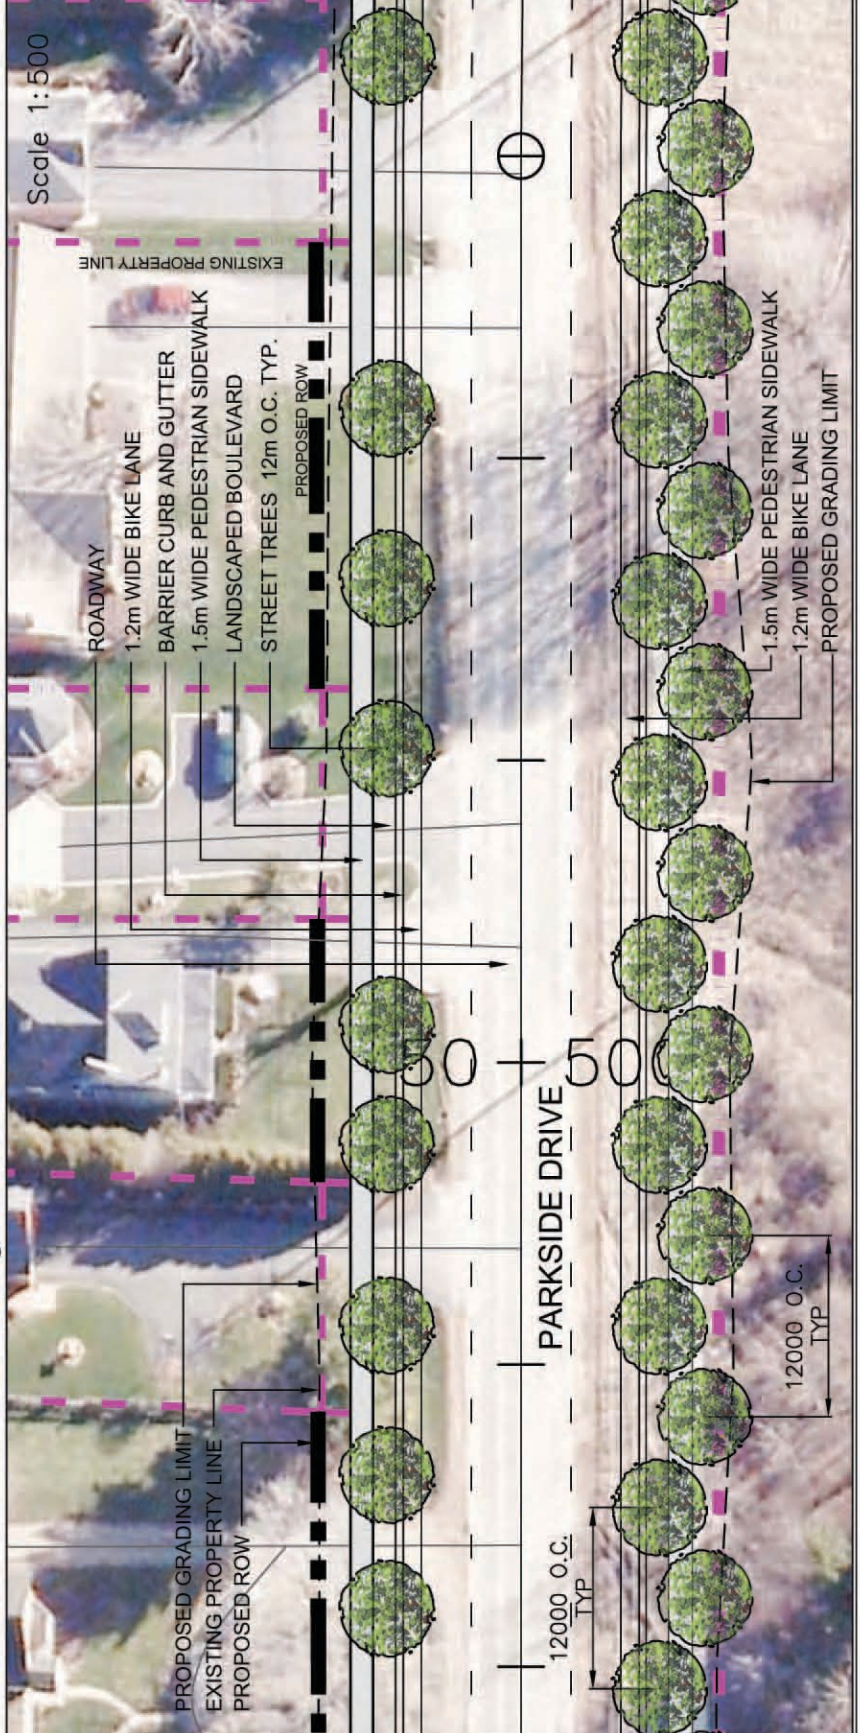 Scale 1:500
EXISTING PROPERTY LINE
ROADWAY
1.2m WIDE BIKE LANE
BARRIER CURB AND GUTTER
1.5m WIDE PEDESTRIAN SIDEWALK
LANDSCAPED BOULEVARD
STREET TREES 12m O.C. TYP.
PROPOSED ROW
1.5m WIDE PEDESTRIAN SIDEWALK
1.2m WIDE BIKE LANE
PROPOSED GRADING LIMIT
PARKSIDE DRIVE
PROPOSED GRADING LIMIT
EXISTING PROPERTY LINE
PROPOSED ROW
12000 O.C.
TYP
12000 O.C.
TYP